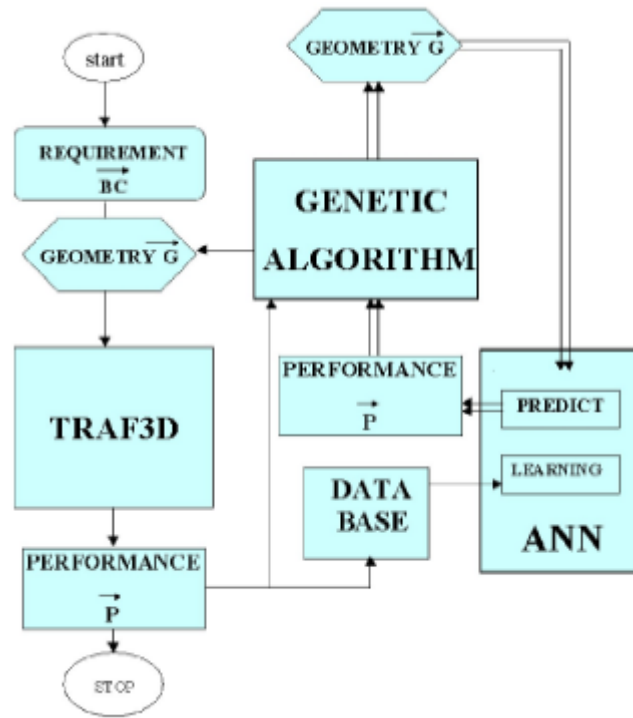 start
REQUIREMENT
BC
GEOMETRY G
TRAF3D
PERFORMANCE
P
STOP
GEOMETRY G
GENETIC
ALGORITHM
PERFORMANCE
P
DATA
BASE
PREDICT
LEARNING
ANN